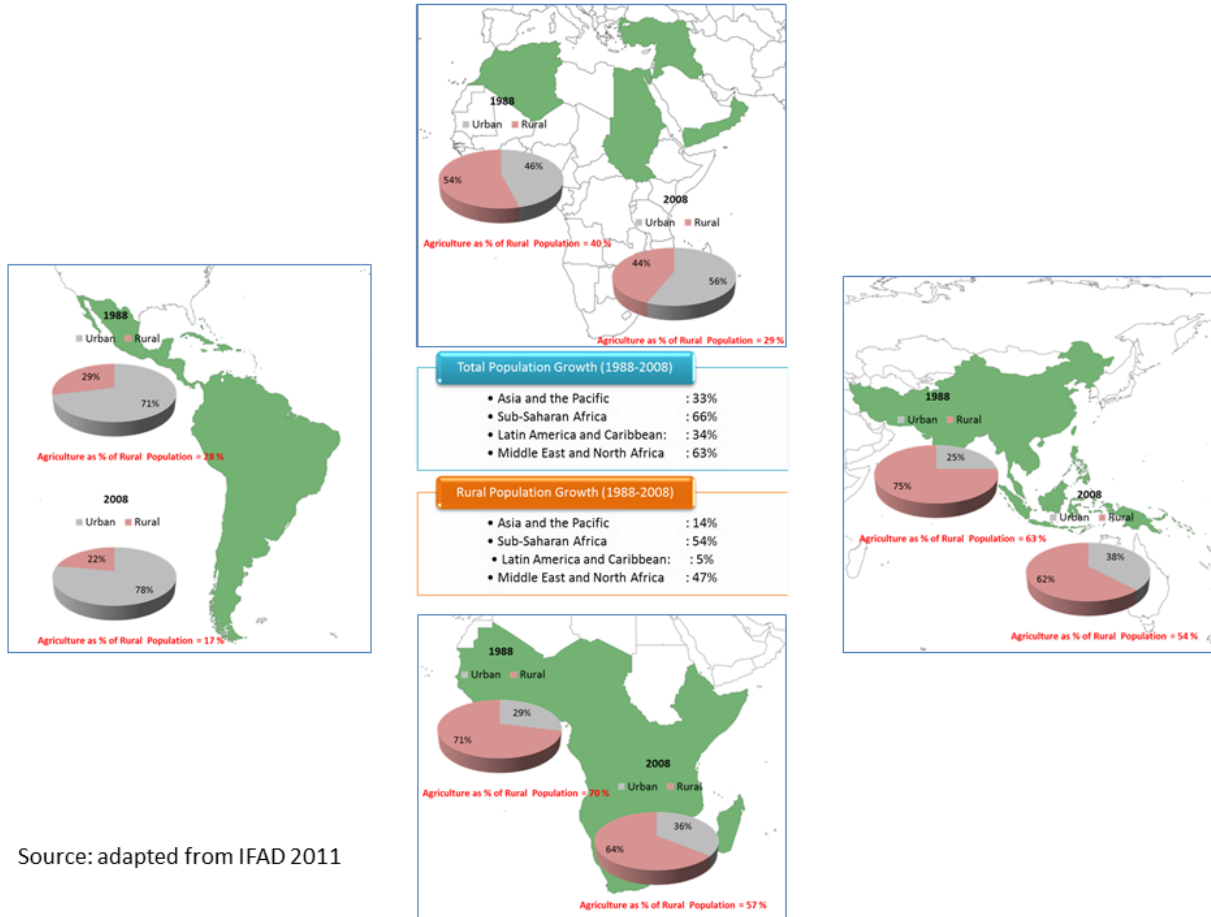 1988
Urban Rural
54% 46%
Agriculture as % of Rural Population = 40 %
2008
Urban Rural
44% 56%
Agriculture as % of Rural Population = 29 %
1988
Urban Rural
29% 71%
Agriculture as % of Rural Population = 28 %
2008
Urban Rural
22% 78%
Agriculture as % of Rural Population = 17 %
Total Population Growth (1988-2008)
• Asia and the Pacific : 33%
• Sub-Saharan Africa : 66%
• Latin America and Caribbean: : 34%
• Middle East and North Africa : 63%
Rural Population Growth (1988-2008)
• Asia and the Pacific : 14%
• Sub-Saharan Africa : 54%
• Latin America and Caribbean: : 5%
• Middle East and North Africa : 47%
1988
Urban Rural
25% 75%
Agriculture as % of Rural Population = 63 %
2008
Urban Rural
62% 38%
Agriculture as % of Rural Population = 54 %
1988
Urban Rural
71% 29%
Agriculture as % of Rural Population = 70 %
2008
Urban Rural
64% 36%
Agriculture as % of Rural Population = 57 %
Source: adapted from IFAD 2011